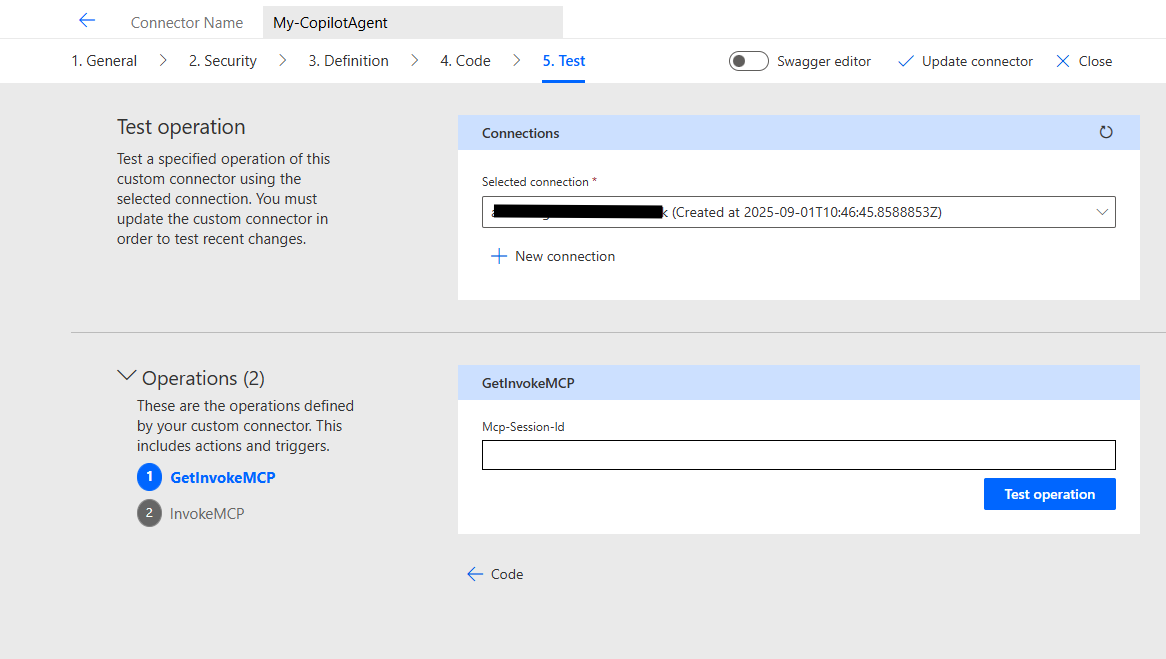 Connector Name My-CopilotAgent
1. General 2. Security 3. Definition 4. Code 5. Test Swagger editor Update connector Close
Test operation
Test a specified operation of this
custom connector using the
selected connection. You must
update the custom connector in
order to test recent changes.
Connections
Selected connection *
(Created at 2025-09-01T10:46:45.8588853Z)
New connection
Operations (2)
These are the operations defined
by your custom connector. This
includes actions and triggers.
1 GetInvokeMCP
2 InvokeMCP
GetInvokeMCP
Mcp-Session-Id
Test operation
Code